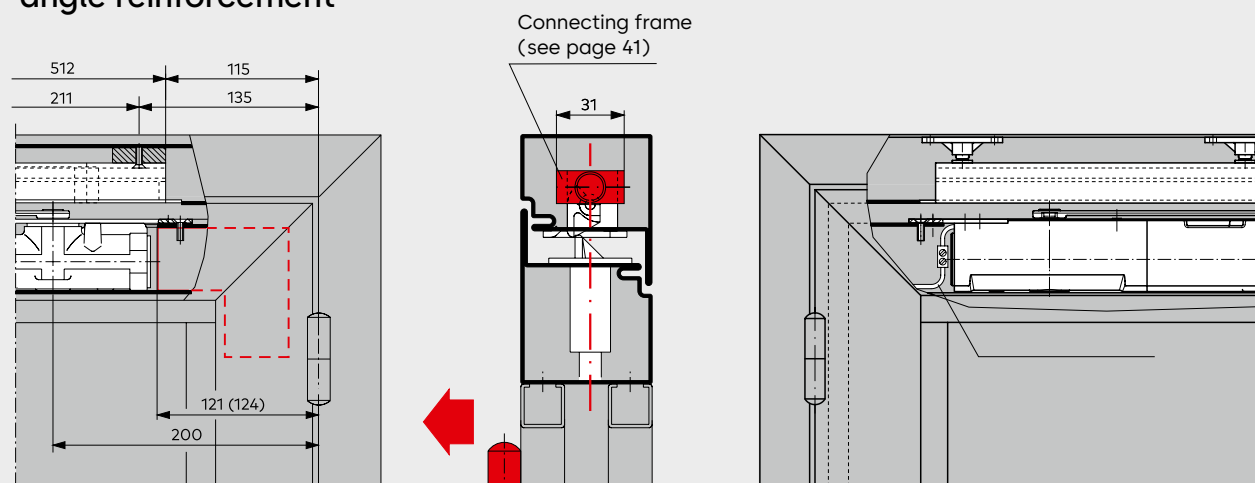 angle reinforcement
Connecting frame
(see page 41)
512
115
211
135
31
121 (124)
200